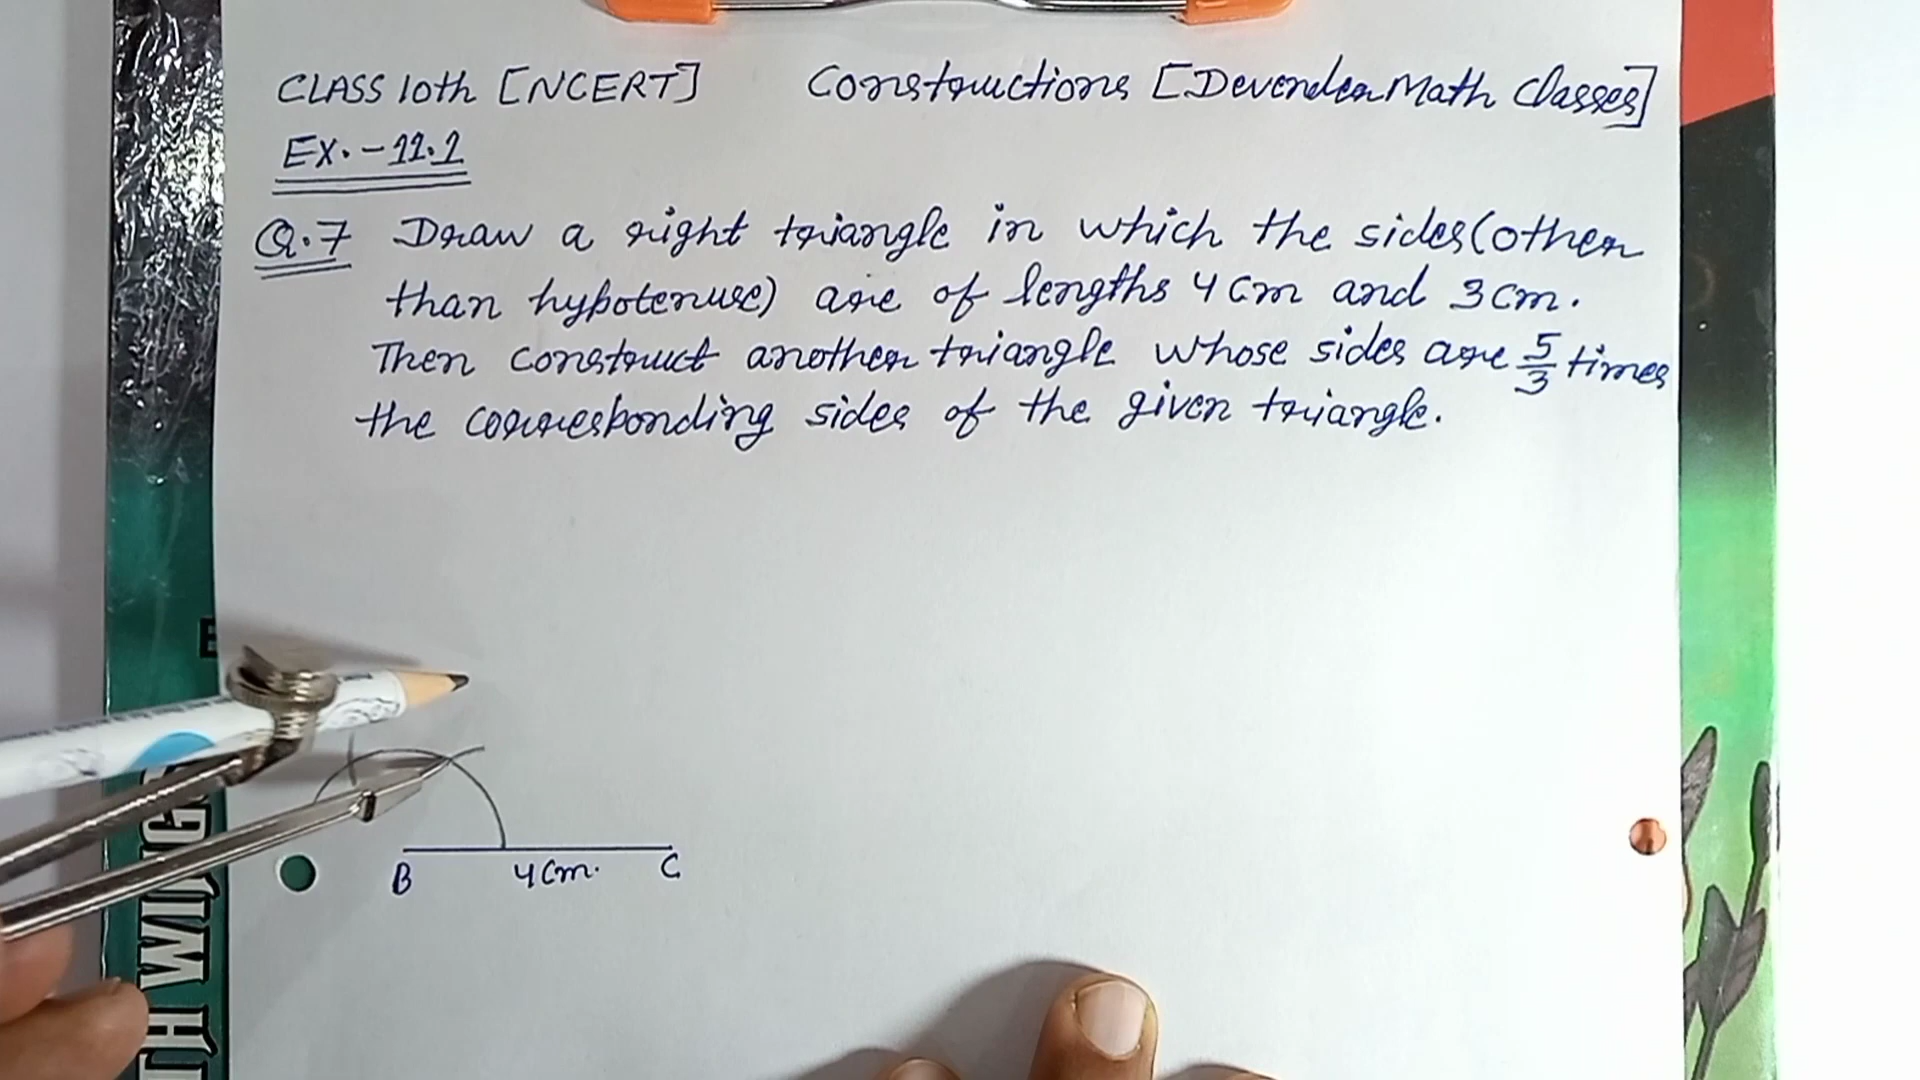 CLASS 10th [NCERT] Constructions [Devender Math Classes]
EX.-11.1
Q.7 Draw a right triangle in which the sides (other
than hypotenuse) are of lengths 4 cm and 3 cm.
Then construct another triangle whose sides are 5/3 times
the corresponding sides of the given triangle.
B 4 Cm. C